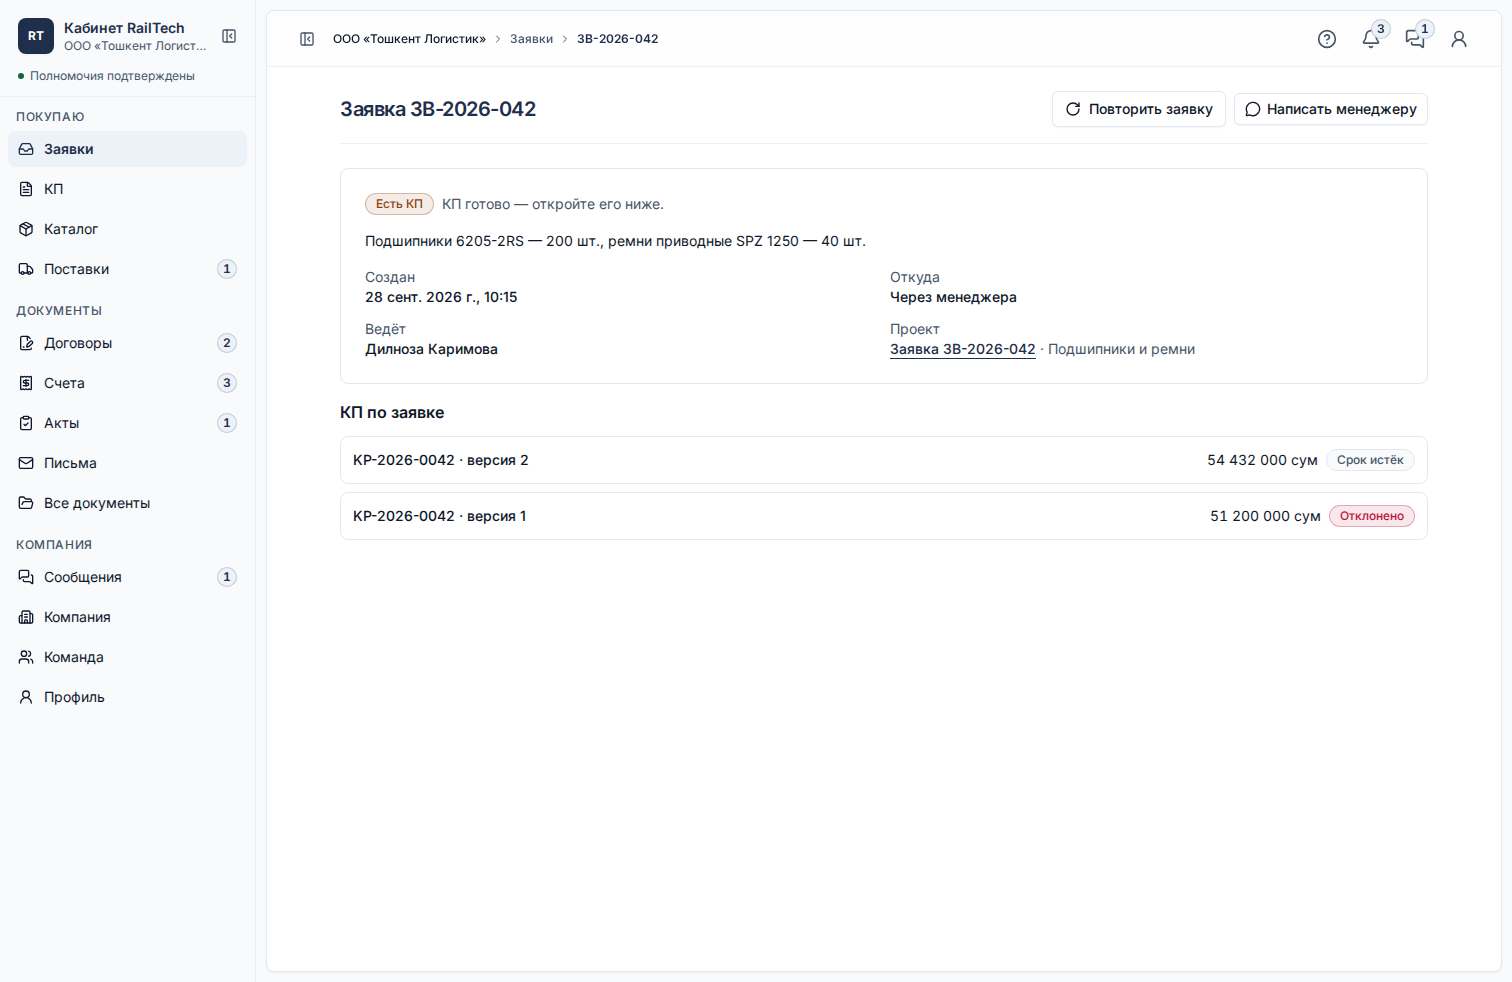 RT
Кабинет RailTech
ООО «Тошкент Логист...
Полномочия подтверждены
ПОКУПАЮ
Заявки
КП
Каталог
Поставки 1
ДОКУМЕНТЫ
Договоры 2
Счета 3
Акты 1
Письма
Все документы
КОМПАНИЯ
Сообщения 1
Компания
Команда
Профиль
ООО «Тошкент Логистик» > Заявки > ЗВ-2026-042
3
1
Заявка ЗВ-2026-042
Повторить заявку
Написать менеджеру
Есть КП КП готово — откройте его ниже.
Подшипники 6205-2RS — 200 шт., ремни приводные SPZ 1250 — 40 шт.
Создан
28 сент. 2026 г., 10:15
Откуда
Через менеджера
Ведёт
Дилноза Каримова
Проект
Заявка ЗВ-2026-042 · Подшипники и ремни
КП по заявке
KP-2026-0042 · версия 2 54 432 000 сум Срок истёк
KP-2026-0042 · версия 1 51 200 000 сум Отклонено